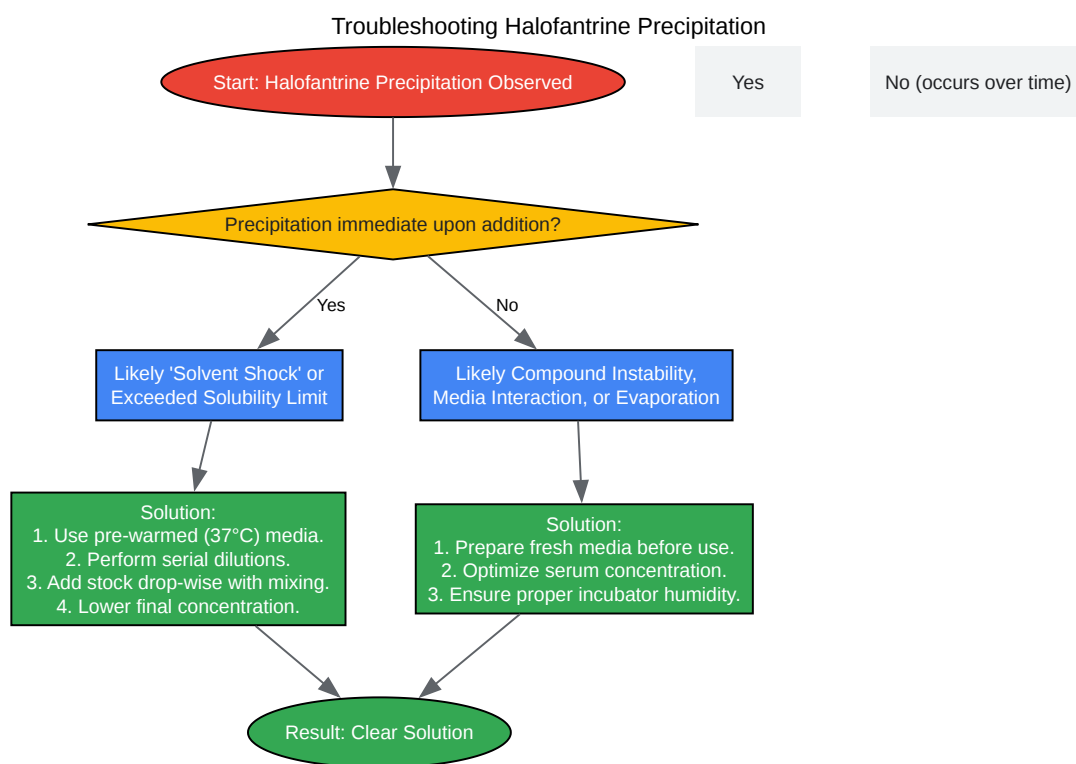 Troubleshooting Halofantrine Precipitation
Start: Halofantrine Precipitation Observed
Yes
No (occurs over time)
Precipitation immediate upon addition?
Yes
No
Likely 'Solvent Shock' or
Exceeded Solubility Limit
Likely Compound Instability,
Media Interaction, or Evaporation
Solution:
1. Use pre-warmed (37°C) media.
2. Perform serial dilutions.
3. Add stock drop-wise with mixing.
4. Lower final concentration.
Solution:
1. Prepare fresh media before use.
2. Optimize serum concentration.
3. Ensure proper incubator humidity.
Result: Clear Solution